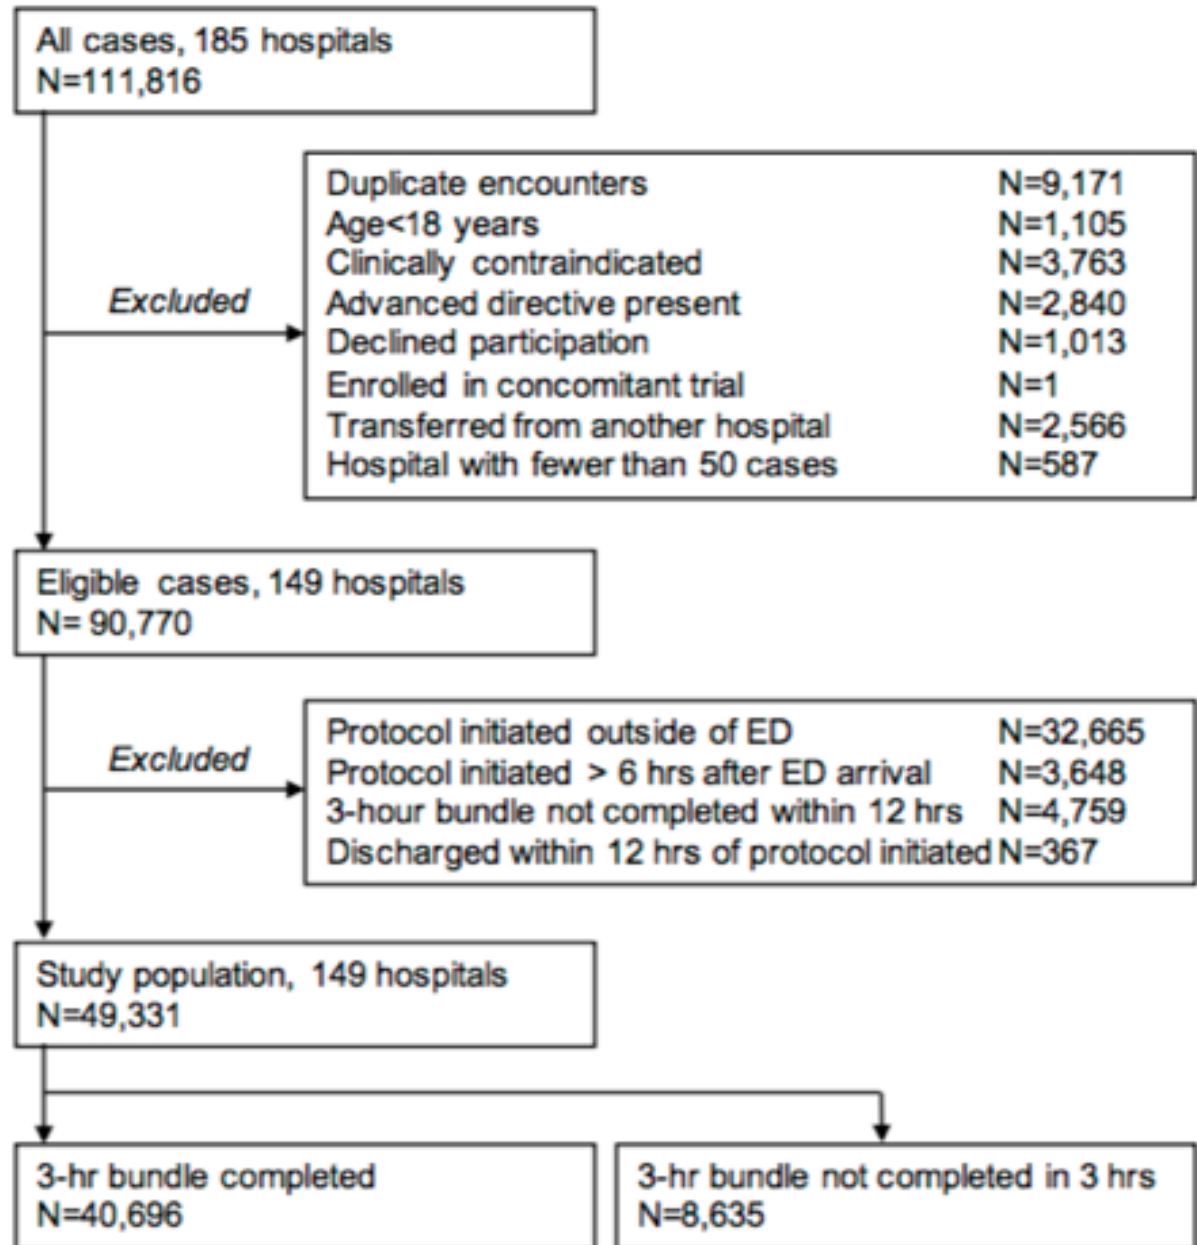 All cases, 185 hospitals
N=111,816
Excluded
Duplicate encounters N=9,171
Age<18 years N=1,105
Clinically contraindicated N=3,763
Advanced directive present N=2,840
Declined participation N=1,013
Enrolled in concomitant trial N=1
Transferred from another hospital N=2,566
Hospital with fewer than 50 cases N=587
Eligible cases, 149 hospitals
N= 90,770
Excluded
Protocol initiated outside of ED N=32,665
Protocol initiated > 6 hrs after ED arrival N=3,648
3-hour bundle not completed within 12 hrs N=4,759
Discharged within 12 hrs of protocol initiated N=367
Study population, 149 hospitals
N=49,331
3-hr bundle completed
N=40,696
3-hr bundle not completed in 3 hrs
N=8,635